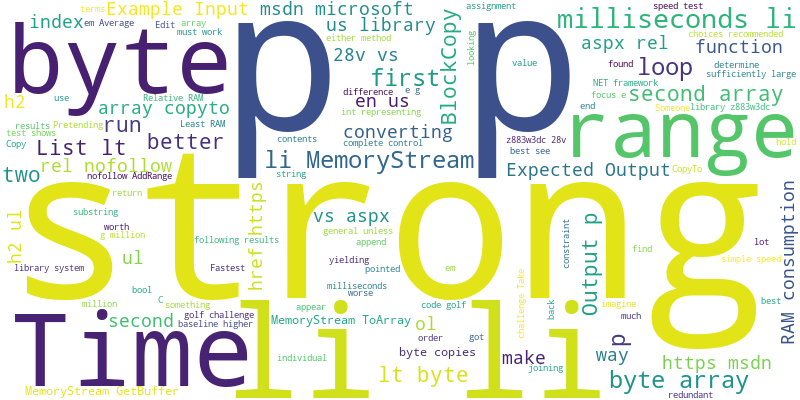 terms
Example Input
msdn microsoft
assignment
speed test
milliseconds li
index
em Average
Edit
array
us library
must work
either method
choices recommended
byte
p
p
28v vs
BlockCopy
looking
aspx rel
function
found
NET framework
determine
sufficiently large
h2
use
Relative RAM
first
value
loop
array copyto
difference
e g
focus e
second array
en us
results
Pretending
run
Least RAM
int representing
end
Someone
library z883w3dc
test shows
Copy
List lt
better
contents
converting
complete control
z883w3dc 28v
best see
range
hold
rel nofollow
li MemoryStream
two
nofollow AddRange
string
Expected Output
CopyTo
strong
return
substring
href https
vs aspx
general unless
append
worth
g million
h2 ul
following results
yielding
pointed
em
ul
library system
Fastest
milliseconds
worse
constraint
Output p
find
lot
simple speed
RAM consumption
bool
C
something
million
challenge Take
back
imagine
much
best
Time
li
li
second
golf challenge
baseline higher
appear
code golf
MemoryStream ToArray
ol
order
got
p
byte copies
make
way
joining
individual
https msdn
lt byte
byte array
MemoryStream GetBuffer
redundant